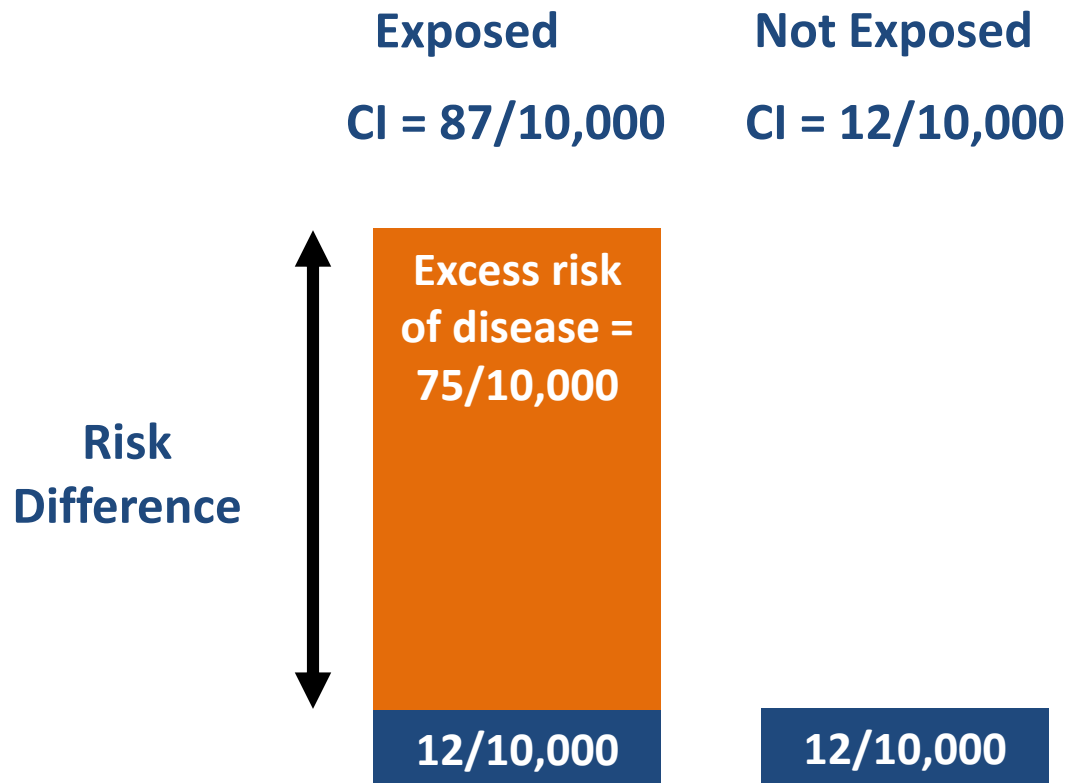 Exposed
Not Exposed
CI = 87/10,000
CI = 12/10,000
Excess risk
of disease =
75/10,000
Risk
Difference
12/10,000
12/10,000